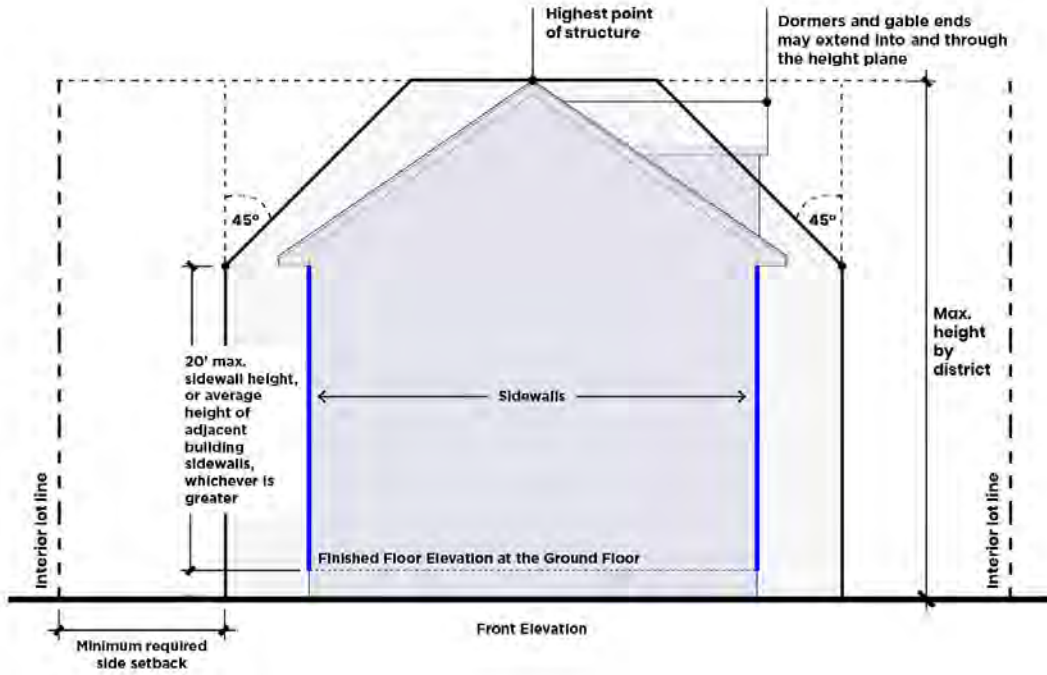 Highest point
of structure
Dormers and gable ends
may extend into and through
the height plane
45°
45°
Max.
height
by
district
20' max.
sidewall height,
or average
height of
adjacent
building
sidewalls,
whichever is
greater
Sidewalls
Interior lot line
Interior lot line
Finished Floor Elevation at the Ground Floor
Front Elevation
Minimum required
side setback